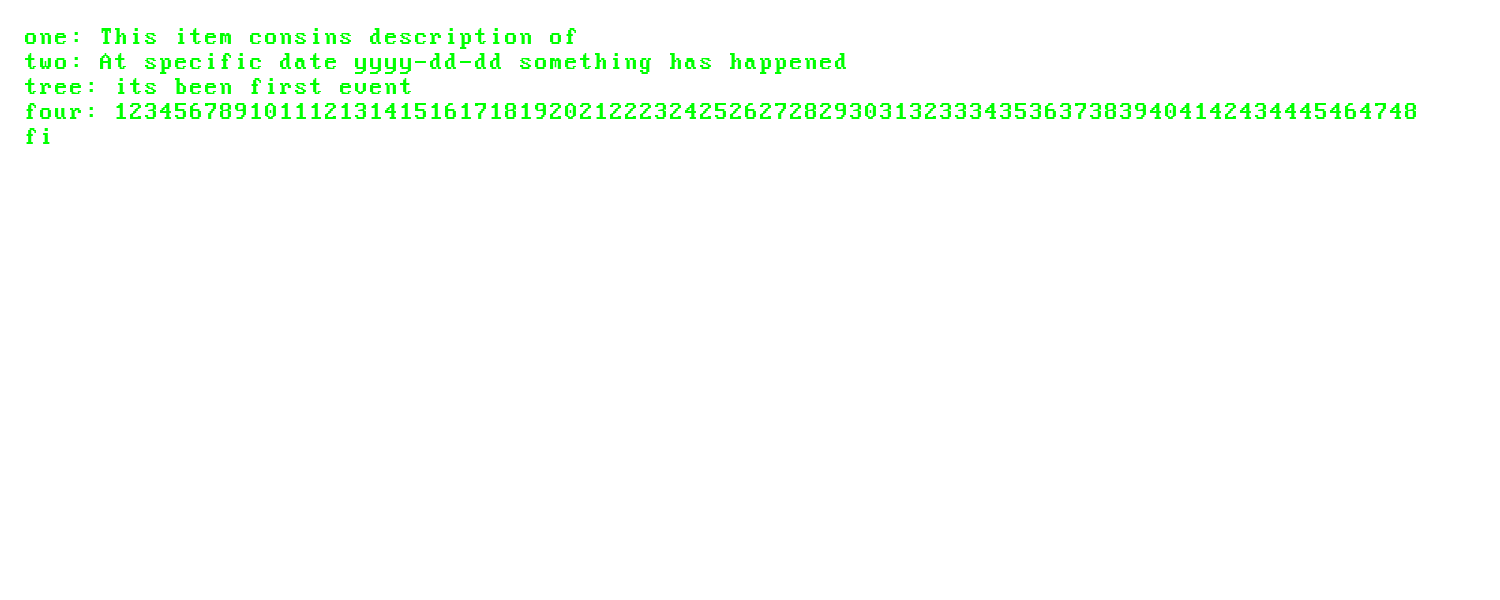 one: This item consins description of
two: At specific date yyyy-dd-dd something has happened
tree: its been first event
four: 123456789101112131415161718192021222324252627282930313233343536373839404142434445464748
fi